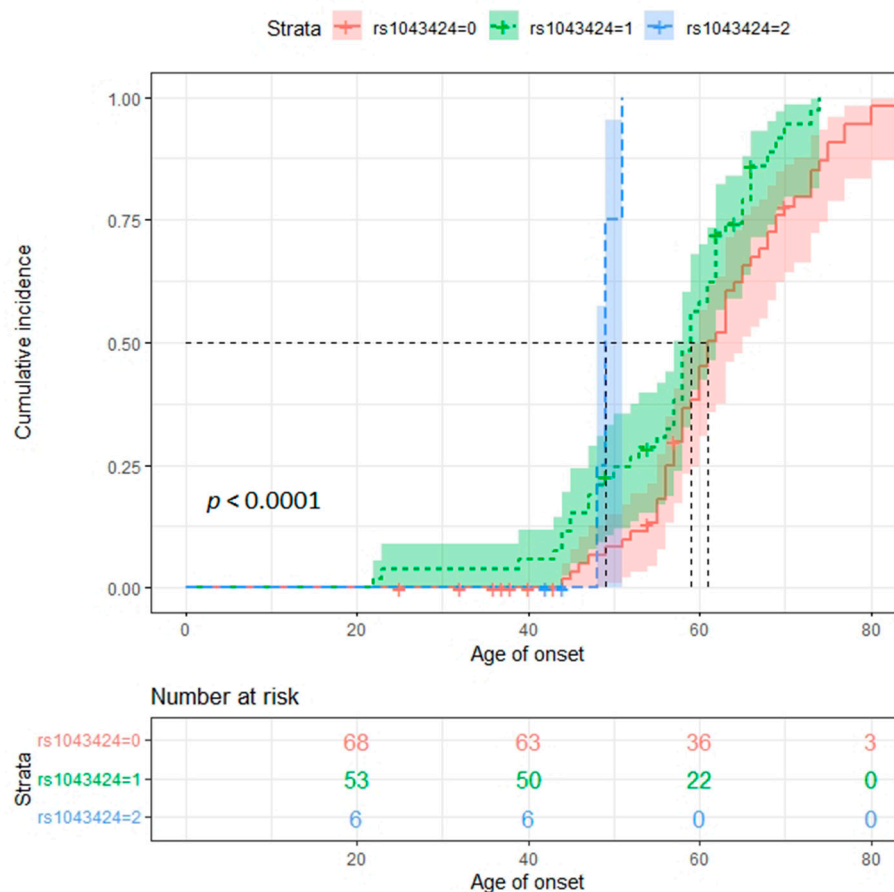 Strata rs1043424=0 rs1043424=1 rs1043424=2
1.00
0.75
0.50
0.25
0.00
Cumulative incidence
p < 0.0001
0 20 40 60 80
Age of onset
Number at risk
Strata
rs1043424=0 68 63 36 3
rs1043424=1 53 50 22 0
rs1043424=2 6 6 0 0
20 40 60 80
Age of onset